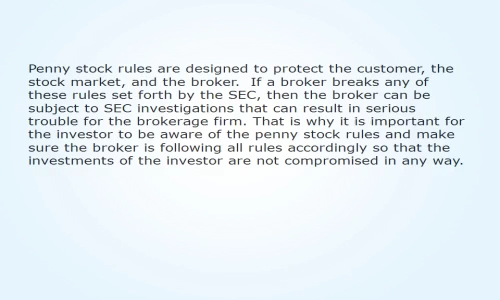 Penny stock rules are designed to protect the customer, the
stock market, and the broker.  If a broker breaks any of
these rules set forth by the SEC, then the broker can be
subject to SEC investigations that can result in serious
trouble for the brokerage firm. That is why it is important for
the investor to be aware of the penny stock rules and make
sure the broker is following all rules accordingly so that the
investments of the investor are not compromised in any way.